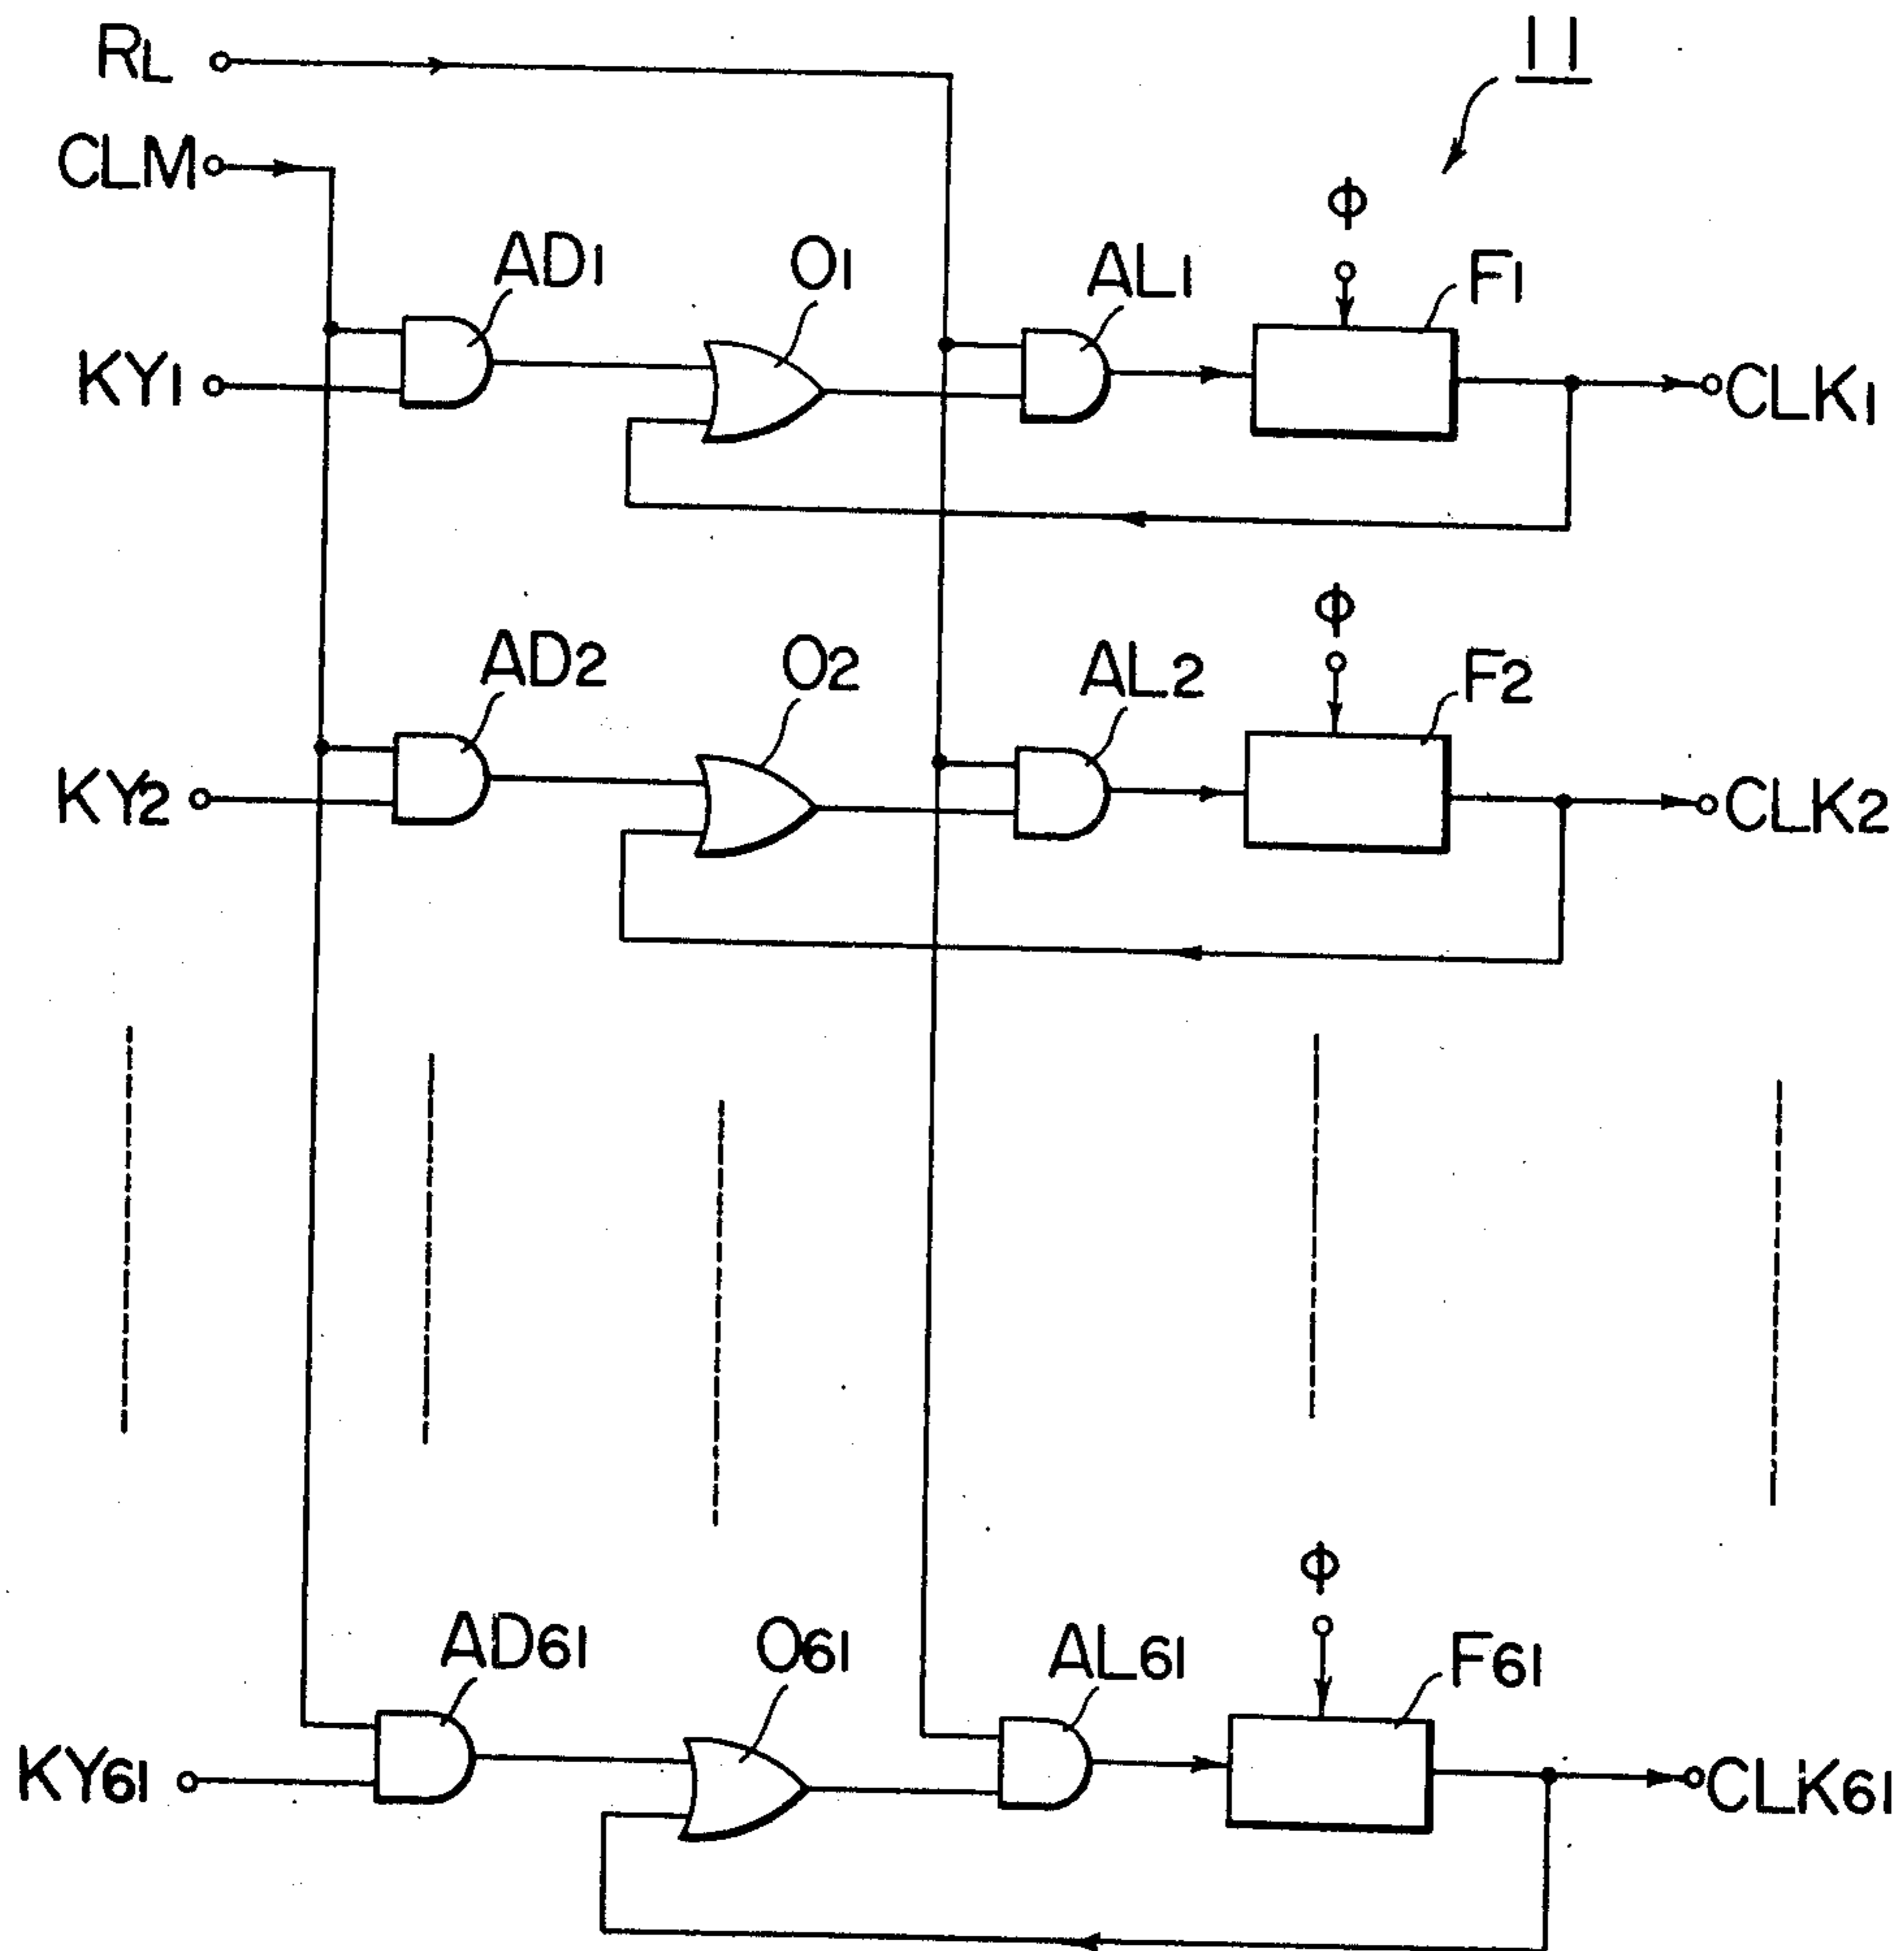 RL
11
CLM
φ
AD1
O1
AL1
F1
KY1
CLK1
φ
AD2
O2
AL2
F2
KY2
CLK2
φ
AD61
O61
AL61
F61
KY61
CLK61